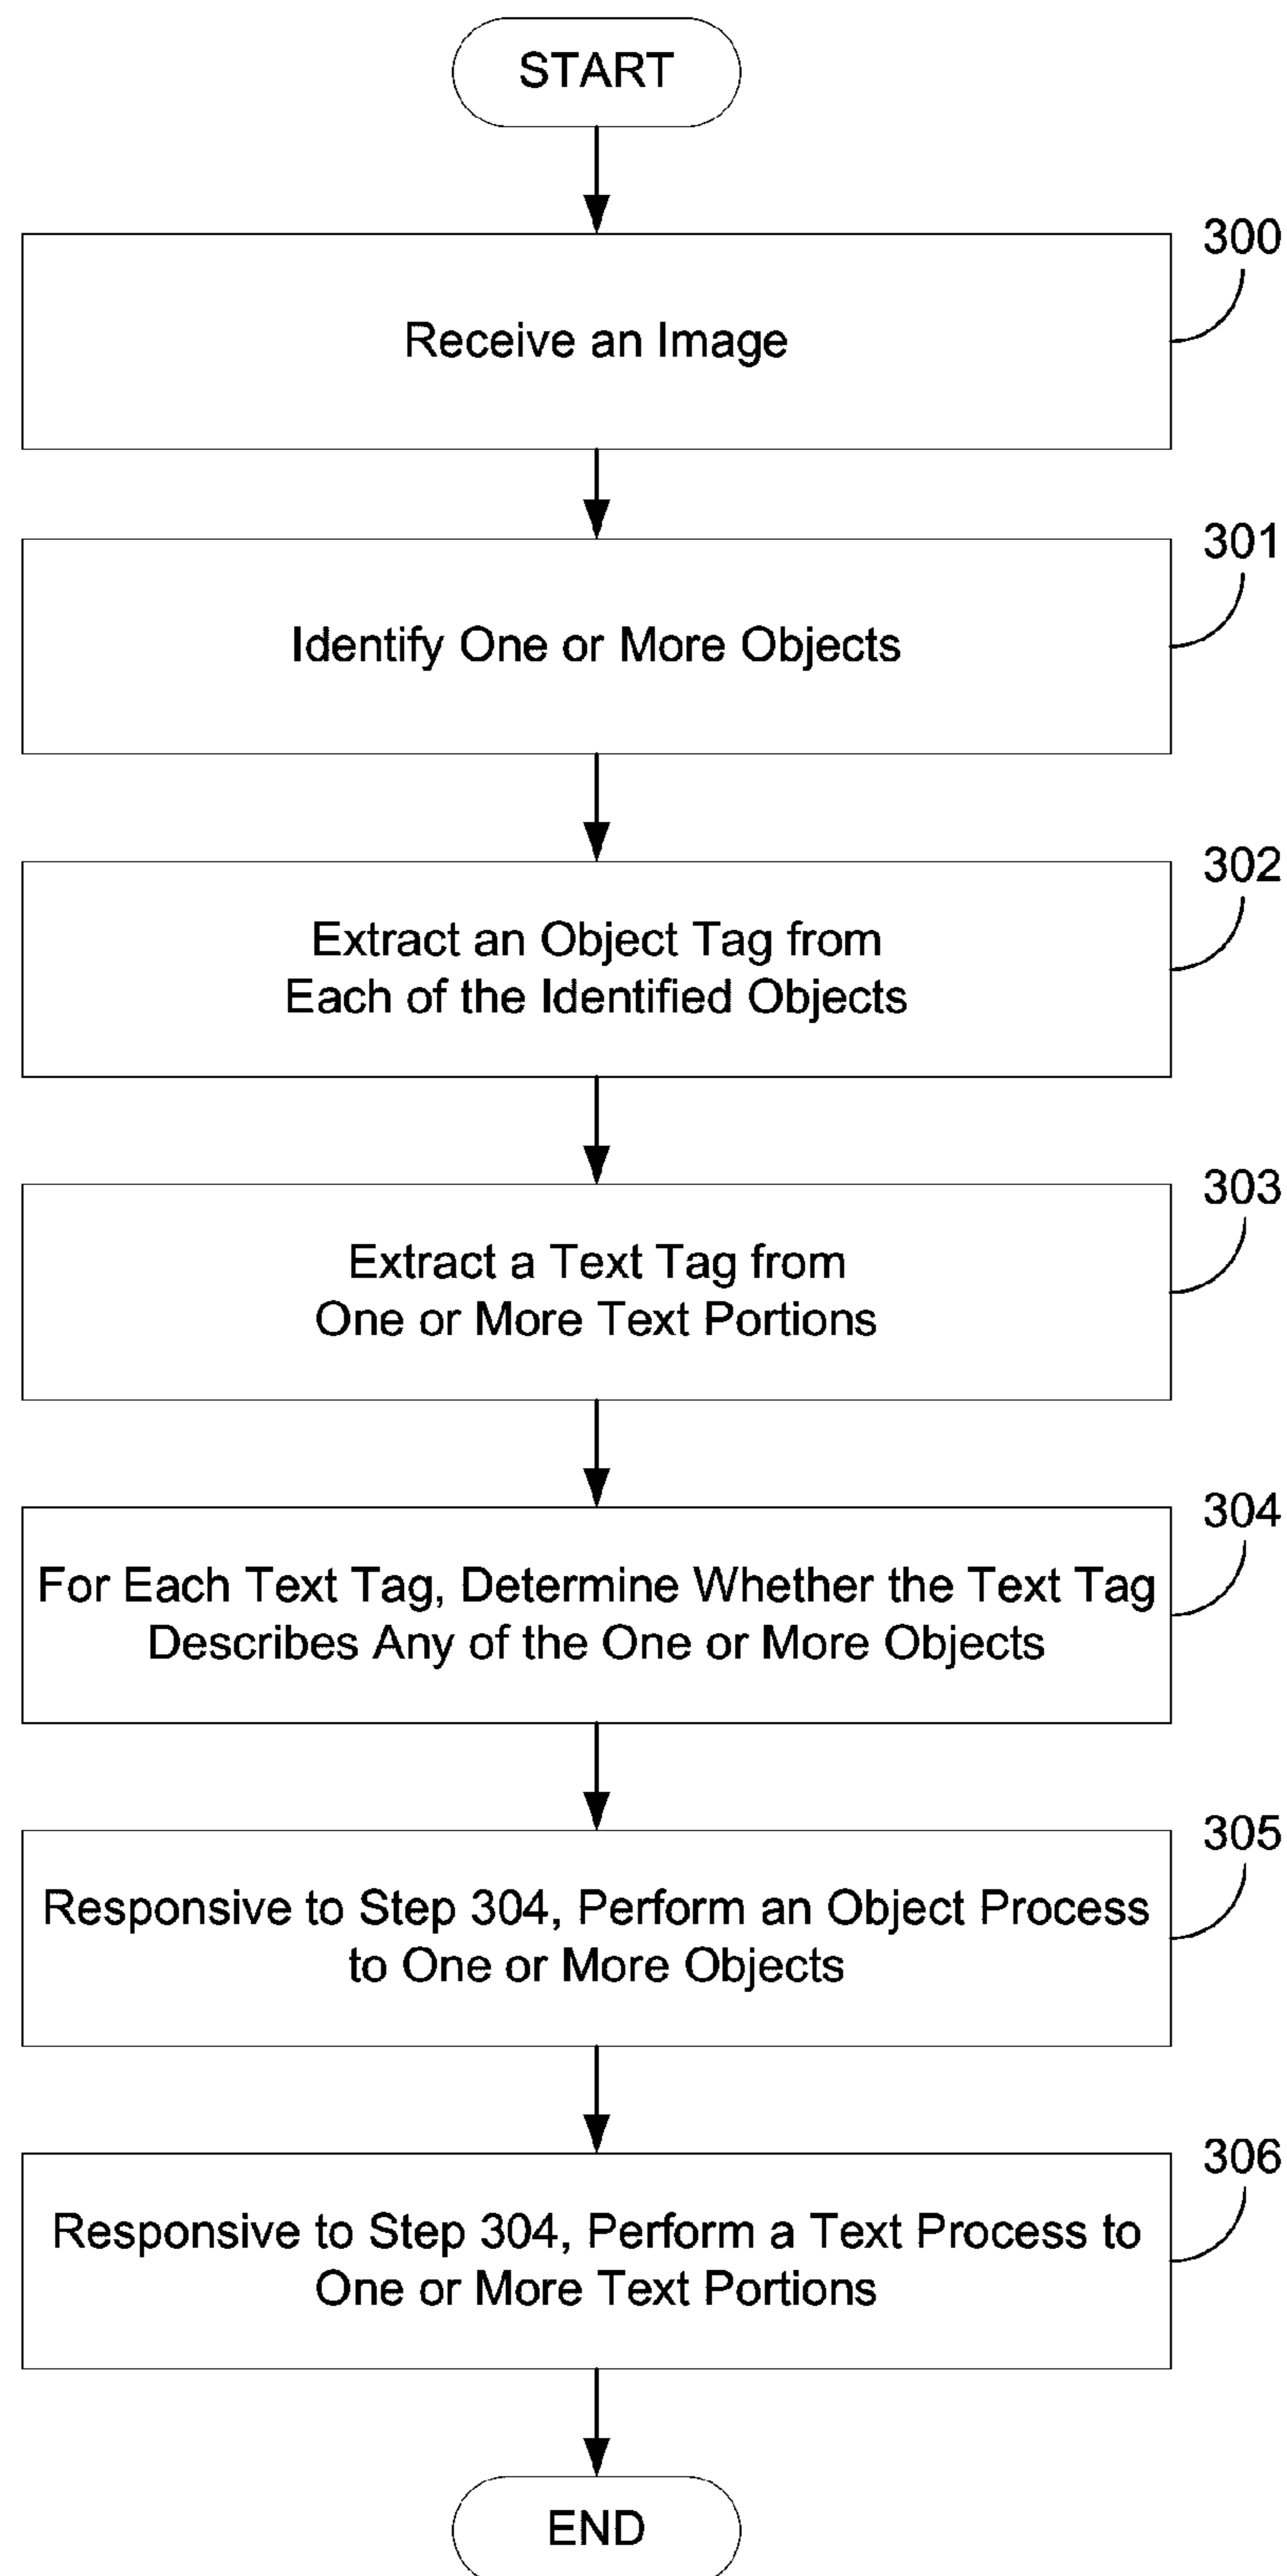 START
300
Receive an Image
301
Identify One or More Objects
302
Extract an Object Tag from
Each of the Identified Objects
303
Extract a Text Tag from
One or More Text Portions
304
For Each Text Tag, Determine Whether the Text Tag
Describes Any of the One or More Objects
305
Responsive to Step 304, Perform an Object Process
to One or More Objects
306
Responsive to Step 304, Perform a Text Process to
One or More Text Portions
END